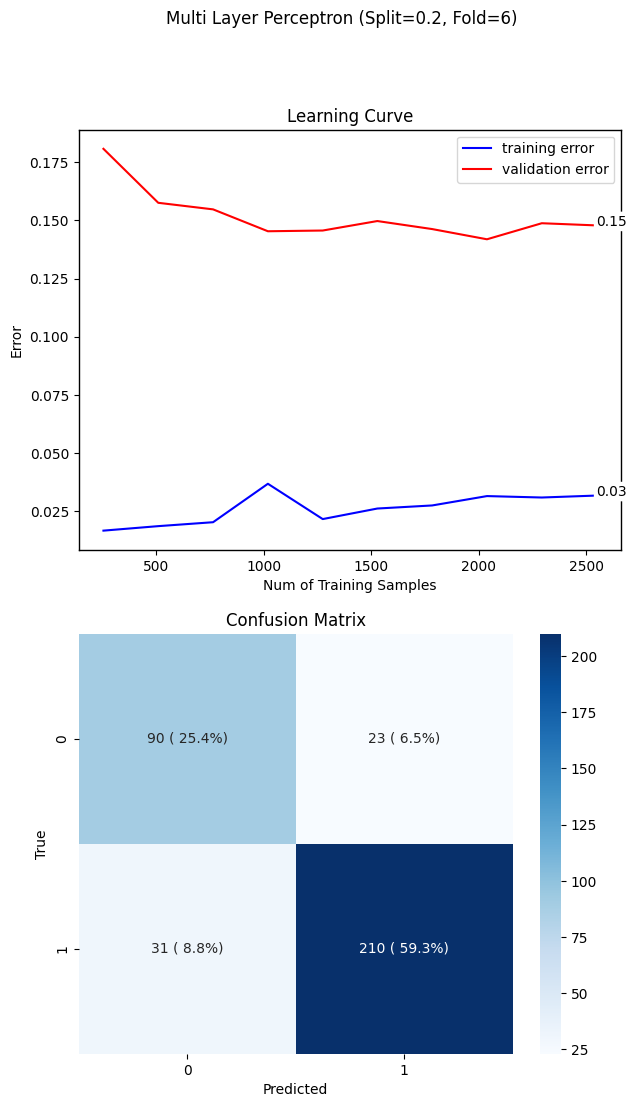 Multi Layer Perceptron (Split=0.2, Fold=6)
Learning Curve
training error
validation error
0.175
0.150
0.125
0.100
0.075
0.050
0.025
Error
0.15
0.03
500 1000 1500 2000 2500
Num of Training Samples
Confusion Matrix
90 ( 25.4%) 23 ( 6.5%)
31 ( 8.8%) 210 ( 59.3%)
0
1
True
0 1
Predicted
200
175
150
125
100
75
50
25